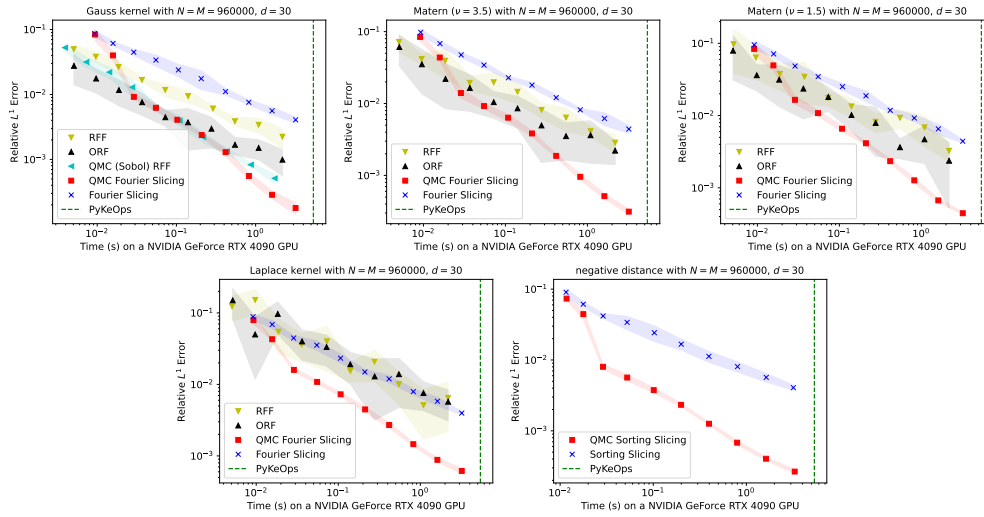 Gauss kernel with N = M = 960000, d = 30
Relative L¹ Error
10⁻¹
10⁻²
10⁻³
RFF
ORF
QMC (Sobol) RFF
QMC Fourier Slicing
Fourier Slicing
PyKeOps
10⁻² 10⁻¹ 10⁰
Time (s) on a NVIDIA GeForce RTX 4090 GPU
Matern (ν = 3.5) with N = M = 960000, d = 30
Relative L¹ Error
10⁻¹
10⁻²
10⁻³
RFF
ORF
QMC Fourier Slicing
Fourier Slicing
PyKeOps
10⁻² 10⁻¹ 10⁰
Time (s) on a NVIDIA GeForce RTX 4090 GPU
Matern (ν = 1.5) with N = M = 960000, d = 30
Relative L¹ Error
10⁻¹
10⁻²
10⁻³
RFF
ORF
QMC Fourier Slicing
Fourier Slicing
PyKeOps
10⁻² 10⁻¹ 10⁰
Time (s) on a NVIDIA GeForce RTX 4090 GPU
Laplace kernel with N = M = 960000, d = 30
Relative L¹ Error
10⁻¹
10⁻²
10⁻³
RFF
ORF
QMC Fourier Slicing
Fourier Slicing
PyKeOps
10⁻² 10⁻¹ 10⁰
Time (s) on a NVIDIA GeForce RTX 4090 GPU
negative distance with N = M = 960000, d = 30
Relative L¹ Error
10⁻¹
10⁻²
10⁻³
QMC Sorting Slicing
Sorting Slicing
PyKeOps
10⁻² 10⁻¹ 10⁰
Time (s) on a NVIDIA GeForce RTX 4090 GPU